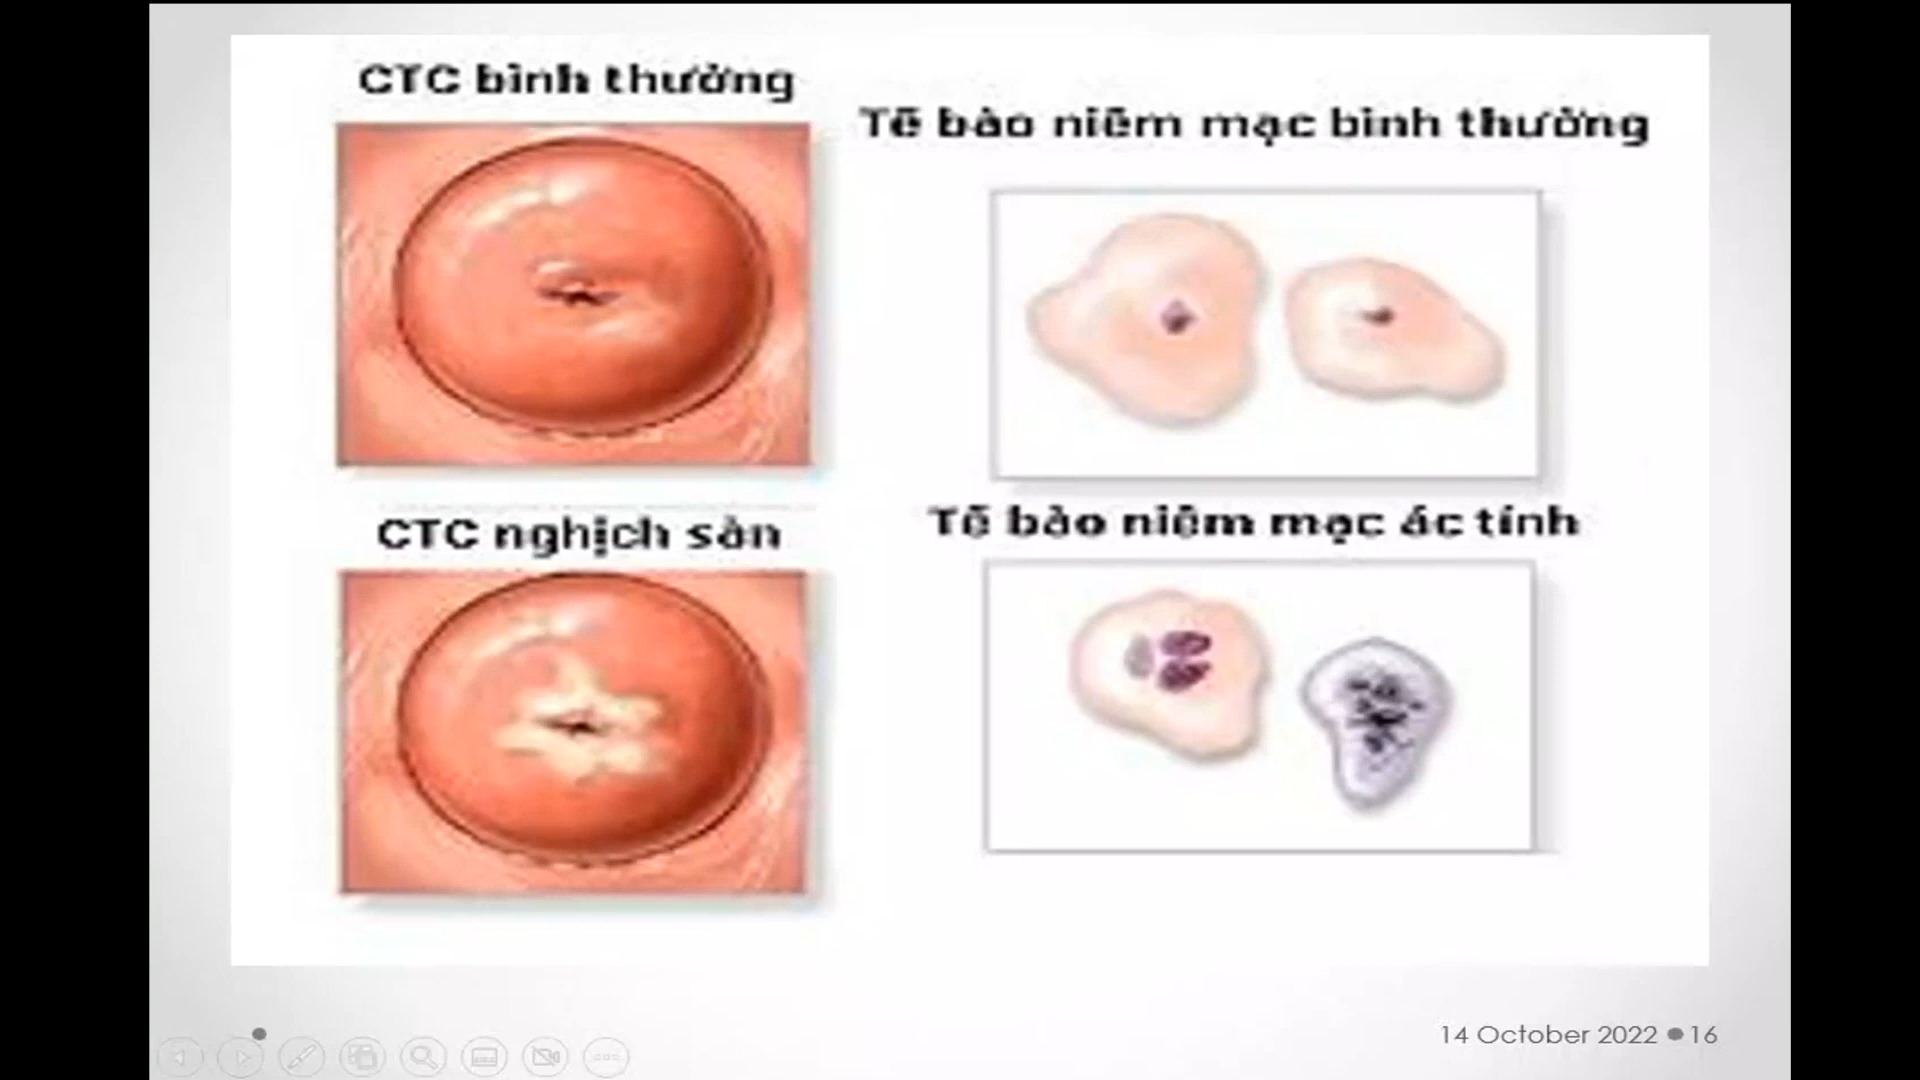 CTC bình thường
Tế bào niêm mạc bình thường
CTC nghịch sản
Tế bào niêm mạc ác tính
14 October 2022 ● 16